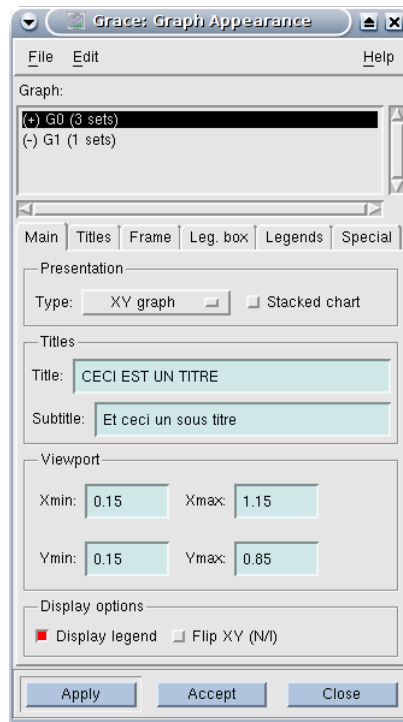 Grace: Graph Appearance
File Edit Help
Graph:
(+) G0 (3 sets)
(-) G1 (1 sets)
Main Titles Frame Leg. box Legends Special
Presentation
Type: XY graph Stacked chart
Titles
Title: CECI EST UN TITRE
Subtitle: Et ceci un sous titre
Viewport
Xmin: 0.15 Xmax: 1.15
Ymin: 0.15 Ymax: 0.85
Display options
Display legend Flip XY (N/I)
Apply Accept Close